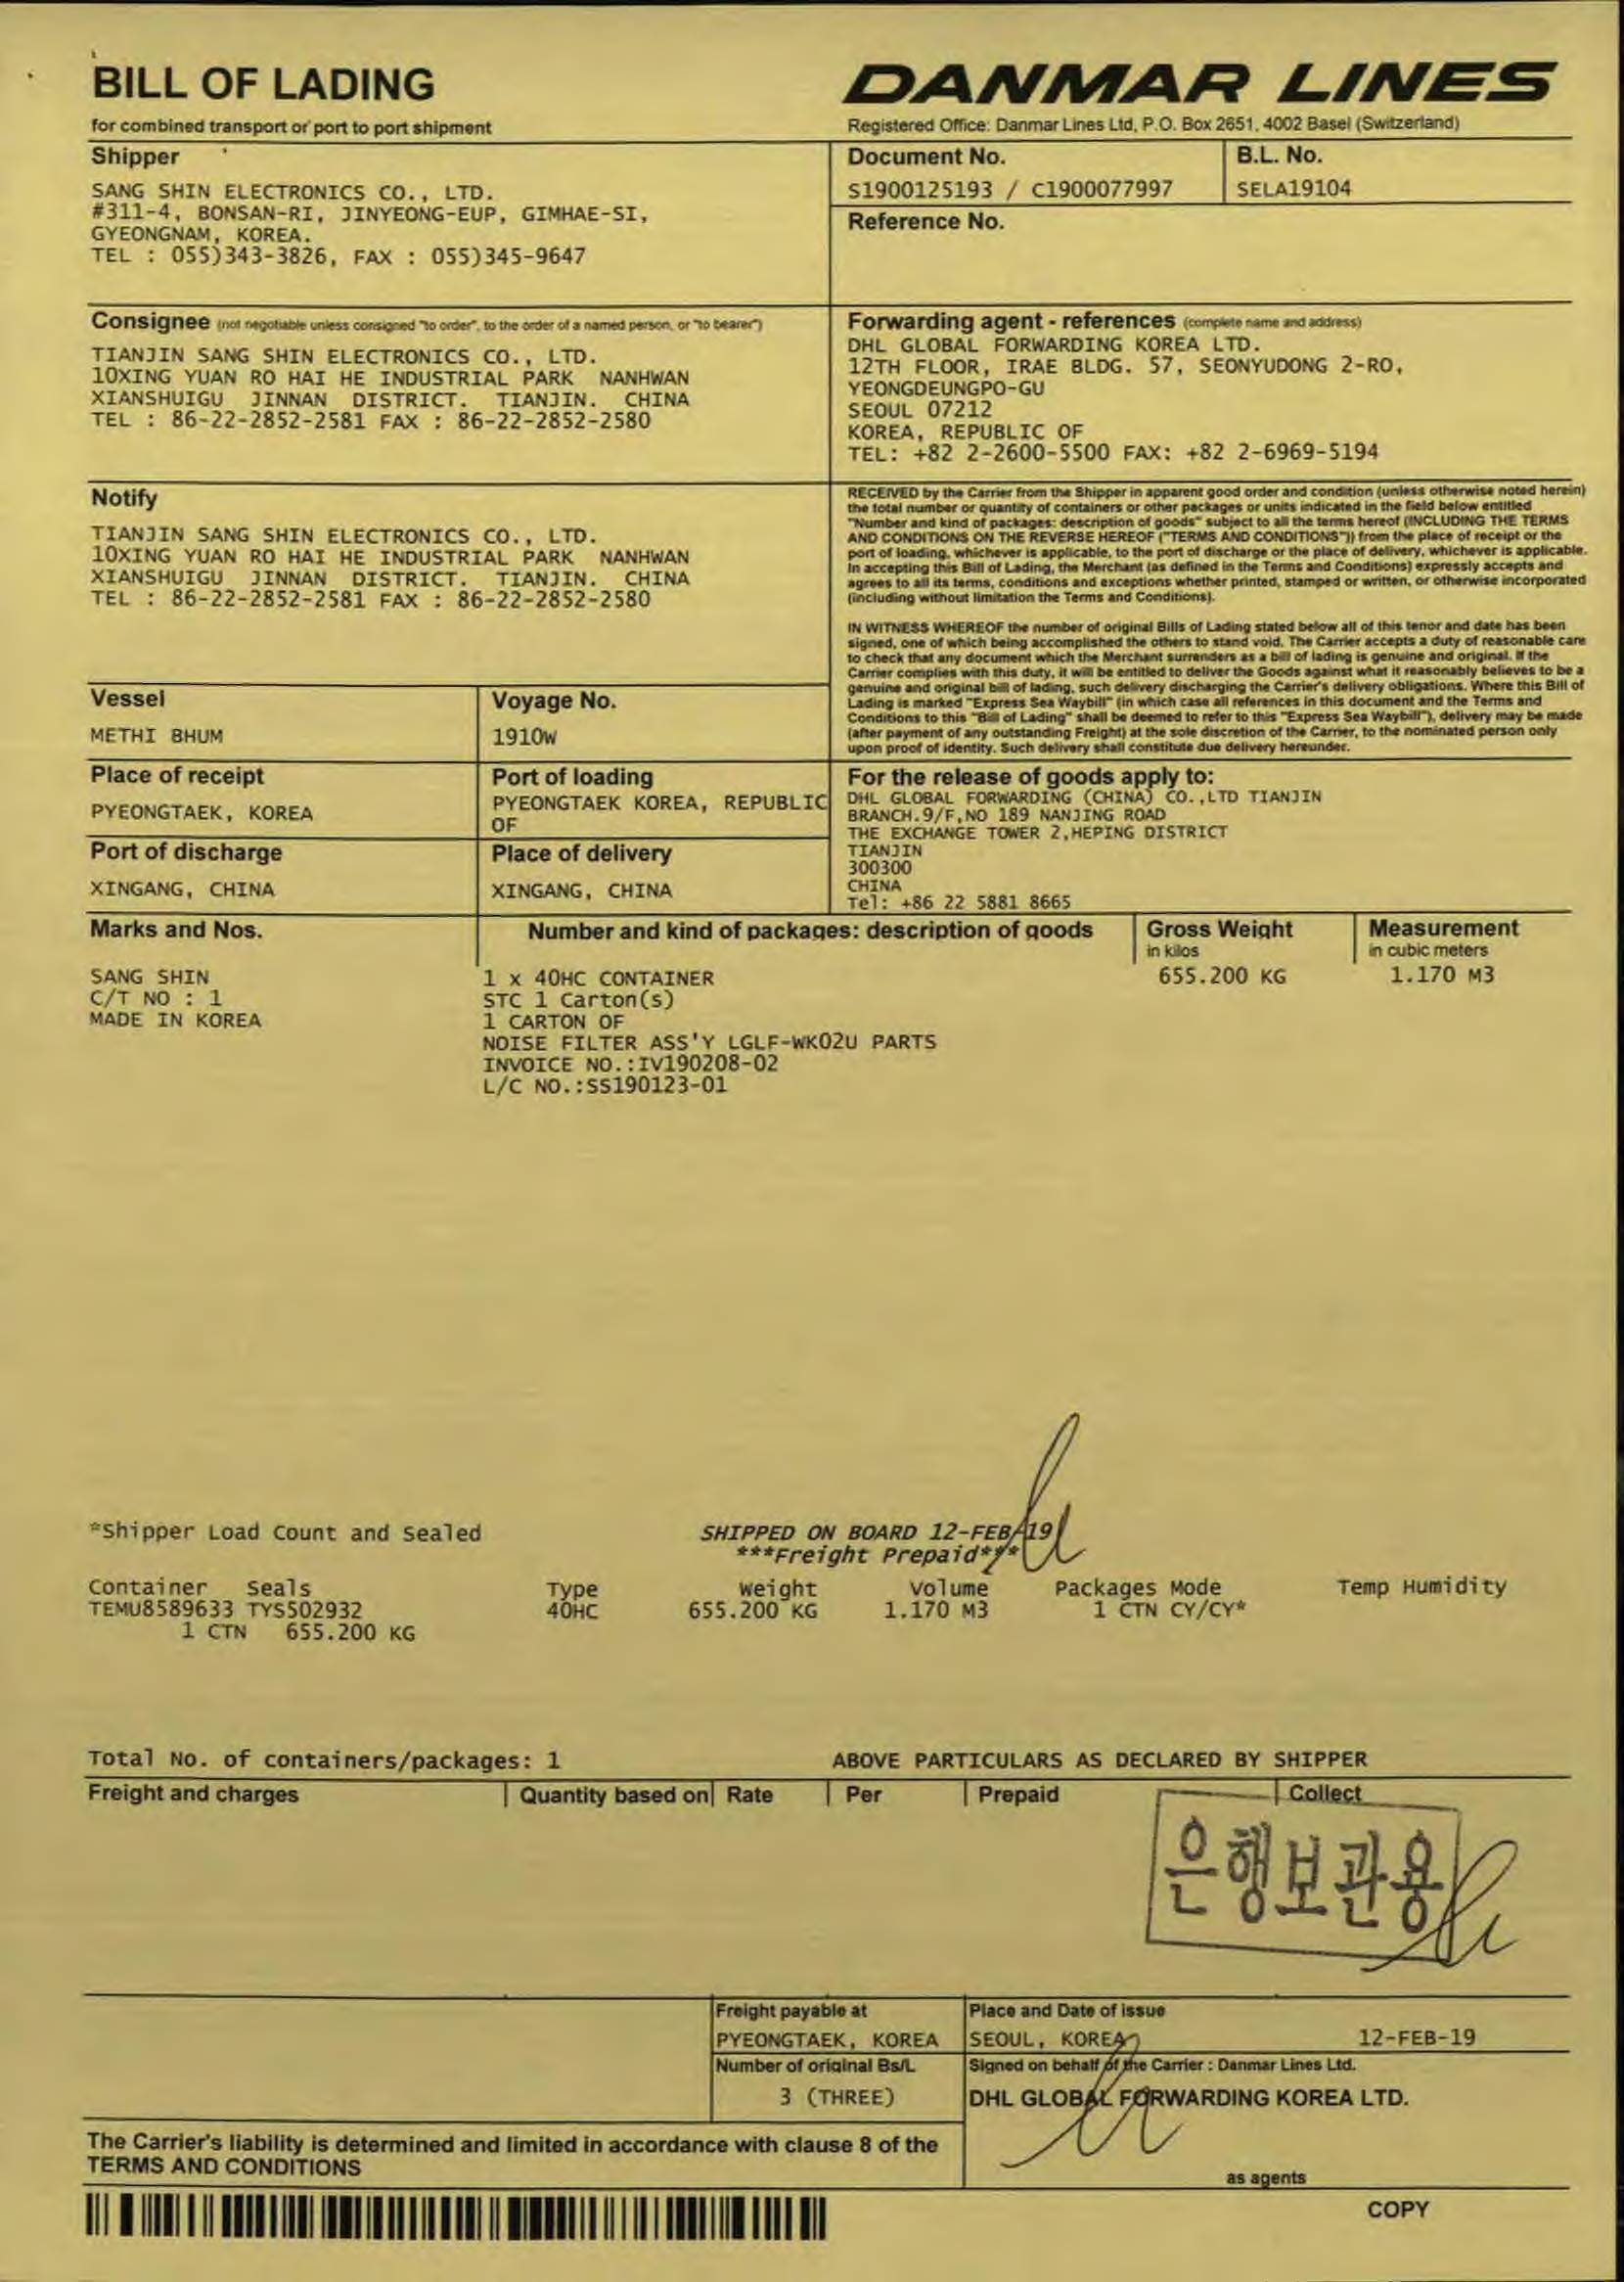 BILL OF LADING
for combined transport or port to port shipment
DANMAR LINES
Registered Office: Danmar Lines Ltd, P.O. Box 2651, 4002 Basel (Switzerland)
Shipper
SANG SHIN ELECTRONICS CO., LTD.
#311-4, BONSAN-RI, JINYEONG-EUP, GIMHAE-SI,
GYEONGNAM, KOREA.
TEL : 055)343-3826, FAX : 055)345-9647
Document No.
S1900125193 / C1900077997
B.L. No.
SELA19104
Reference No.
Consignee (not negotiable unless consigned "to order", to the order of a named person, or "to bearer")
TIANJIN SANG SHIN ELECTRONICS CO., LTD.
10XING YUAN RO HAI HE INDUSTRIAL PARK NANHWAN
XIANSHUIGU JINNAN DISTRICT. TIANJIN. CHINA
TEL : 86-22-2852-2581 FAX : 86-22-2852-2580
Forwarding agent - references (complete name and address)
DHL GLOBAL FORWARDING KOREA LTD.
12TH FLOOR, IRAE BLDG. 57, SEONYUDONG 2-RO,
YEONGDEUNGPO-GU
SEOUL 07212
KOREA, REPUBLIC OF
TEL: +82 2-2600-5500 FAX: +82 2-6969-5194
Notify
TIANJIN SANG SHIN ELECTRONICS CO., LTD.
10XING YUAN RO HAI HE INDUSTRIAL PARK NANHWAN
XIANSHUIGU JINNAN DISTRICT. TIANJIN. CHINA
TEL : 86-22-2852-2581 FAX : 86-22-2852-2580
RECEIVED by the Carrier from the Shipper in apparent good order and condition (unless otherwise noted herein)
the total number or quantity of containers or other packages or units indicated in the field below entitled
"Number and kind of packages: description of goods" subject to all the terms hereof (INCLUDING THE TERMS
AND CONDITIONS ON THE REVERSE HEREOF ("TERMS AND CONDITIONS")) from the place of receipt or the
port of loading, whichever is applicable, to the port of discharge or the place of delivery, whichever is applicable.
In accepting this Bill of Lading, the Merchant (as defined in the Terms and Conditions) expressly accepts and
agrees to all its terms, conditions and exceptions whether printed, stamped or written, or otherwise incorporated
(including without limitation the Terms and Conditions).
IN WITNESS WHEREOF the number of original Bills of Lading stated below all of this tenor and date has been
signed, one of which being accomplished the others to stand void. The Carrier accepts a duty of reasonable care
to check that any document which the Merchant surrenders as a bill of lading is genuine and original. If the
Carrier complies with this duty, it will be entitled to deliver the Goods against what it reasonably believes to be a
genuine and original bill of lading, such delivery discharging the Carrier's delivery obligations. Where this Bill of
Lading is marked "Express Sea Waybill" (in which case all references in this document and the Terms and
Conditions to this "Bill of Lading" shall be deemed to refer to this "Express Sea Waybill"), delivery may be made
(after payment of any outstanding Freight) at the sole discretion of the Carrier, to the nominated person only
upon proof of identity. Such delivery shall constitute due delivery hereunder.
Vessel
METHI BHUM
Voyage No.
1910W
Place of receipt
PYEONGTAEK, KOREA
Port of loading
PYEONGTAEK KOREA, REPUBLIC
OF
For the release of goods apply to:
DHL GLOBAL FORWARDING (CHINA) CO.,LTD TIANJIN
BRANCH.9/F,NO 189 NANJING ROAD
THE EXCHANGE TOWER 2,HEPING DISTRICT
TIANJIN
300300
CHINA
Tel: +86 22 5881 8665
Port of discharge
XINGANG, CHINA
Place of delivery
XINGANG, CHINA
Marks and Nos.
Number and kind of packages: description of goods
Gross Weight
in kilos
Measurement
in cubic meters
SANG SHIN
C/T NO : 1
MADE IN KOREA
1 x 40HC CONTAINER
STC 1 Carton(s)
1 CARTON OF
NOISE FILTER ASS'Y LGLF-WK02U PARTS
INVOICE NO.:IV190208-02
L/C NO.:SS190123-01
655.200 KG
1.170 M3
*Shipper Load Count and Sealed
SHIPPED ON BOARD 12-FEB-19
***Freight Prepaid***
Container Seals Type Weight Volume Packages Mode Temp Humidity
TEMU8589633 TYS502932 40HC 655.200 KG 1.170 M3 1 CTN CY/CY*
1 CTN 655.200 KG
Total No. of containers/packages: 1
ABOVE PARTICULARS AS DECLARED BY SHIPPER
Freight and charges Quantity based on Rate Per Prepaid Collect
은행보관용
Freight payable at
PYEONGTAEK, KOREA
Place and Date of issue
SEOUL, KOREA 12-FEB-19
Number of original Bs/L
3 (THREE)
Signed on behalf of the Carrier : Danmar Lines Ltd.
DHL GLOBAL FORWARDING KOREA LTD.
as agents
The Carrier's liability is determined and limited in accordance with clause 8 of the
TERMS AND CONDITIONS
COPY